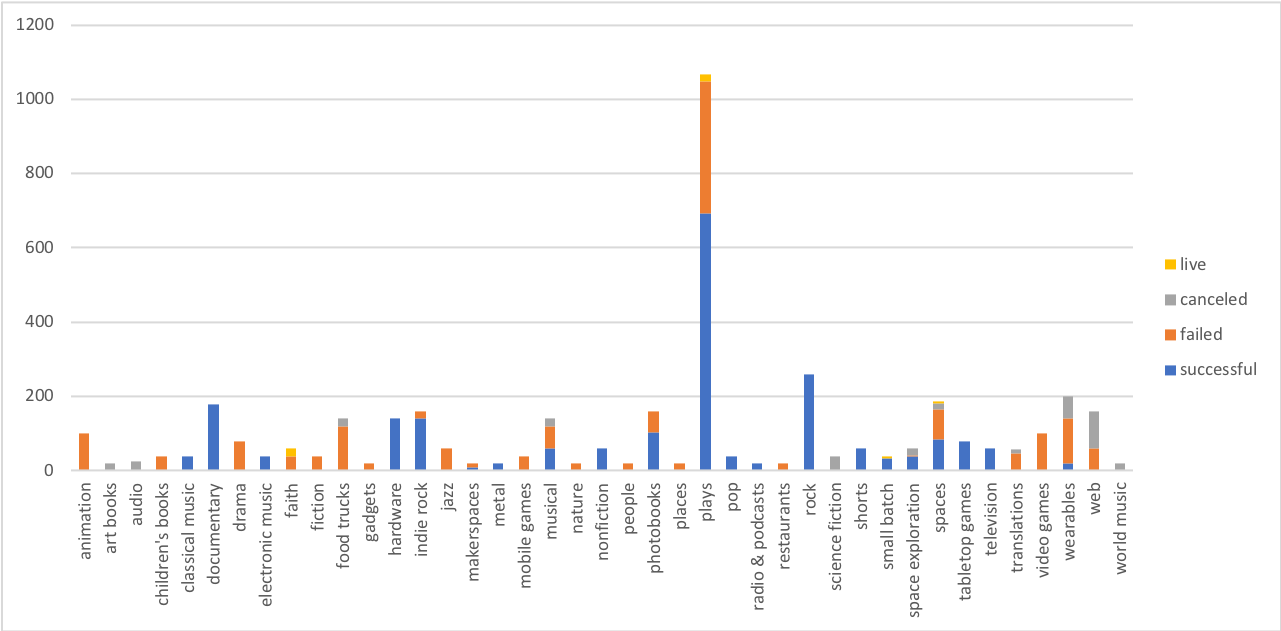 1200
1000
800
600
400
200
0
animation
art books
audio
children's books
classical music
documentary
drama
electronic music
faith
fiction
food trucks
gadgets
hardware
indie rock
jazz
makerspaces
metal
mobile games
musical
nature
nonfiction
people
photobooks
places
plays
pop
radio & podcasts
restaurants
rock
science fiction
shorts
small batch
space exploration
spaces
tabletop games
television
translations
video games
wearables
web
world music
live
canceled
failed
successful